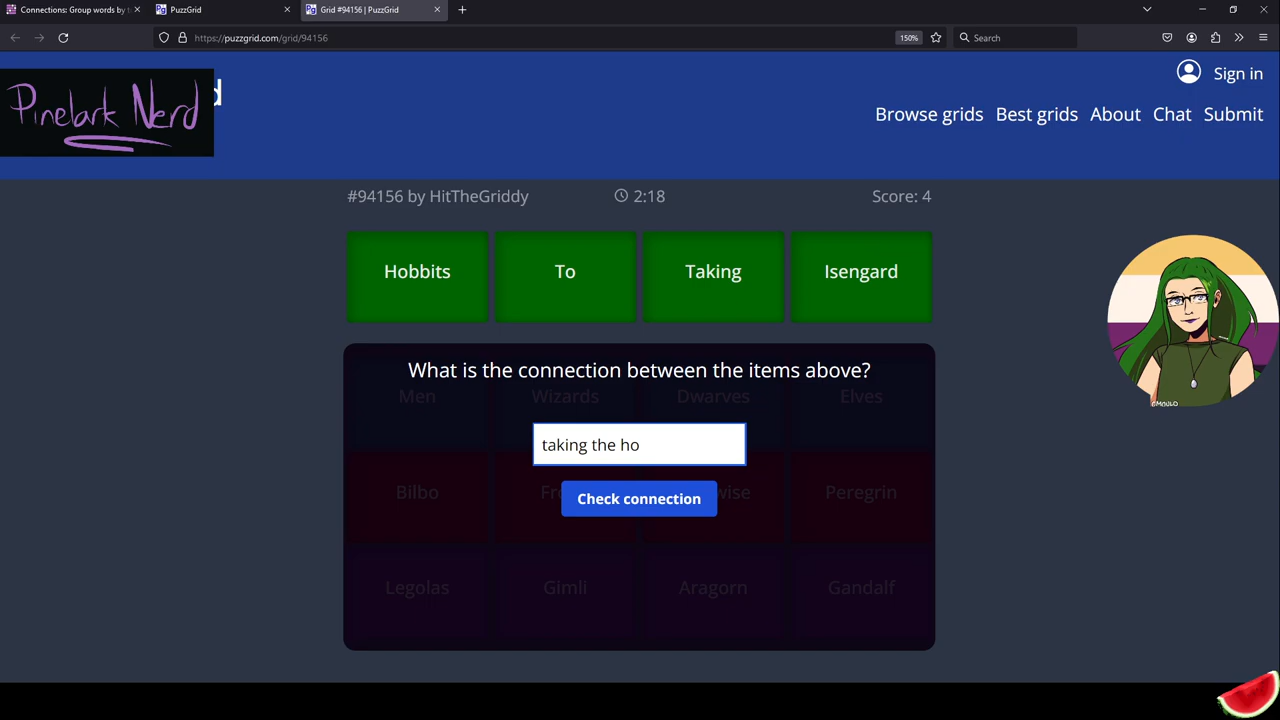 Connections: Group words by t
PuzzGrid
Grid #94156 | PuzzGrid
https://puzzgrid.com/grid/94156
150%
Search
Pinelark Nerd
d
Sign in
Browse grids
Best grids
About
Chat
Submit
#94156 by HitTheGriddy
2:18
Score: 4
Hobbits
To
Taking
Isengard
What is the connection between the items above?
Men
Wizards
Dwarves
Elves
taking the ho
Check connection
Bilbo
Fr
wise
Peregrin
Legolas
Gimli
Aragorn
Gandalf